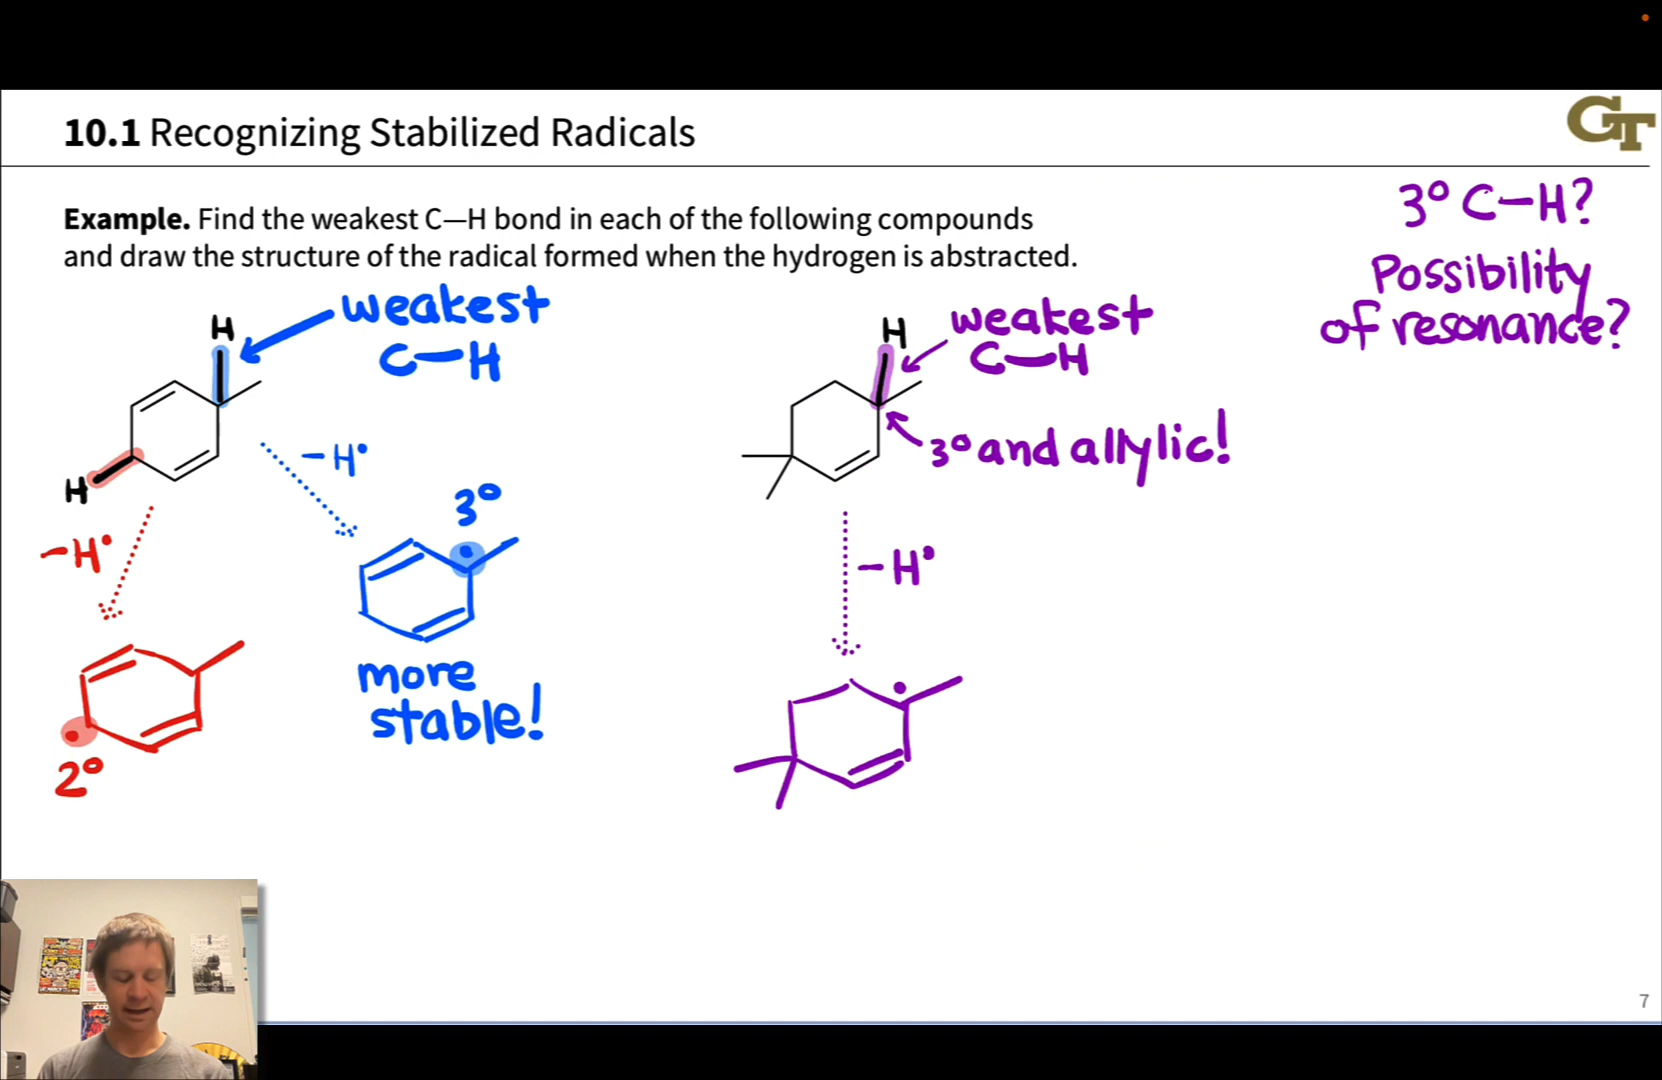 10.1 Recognizing Stabilized Radicals
GT
Example. Find the weakest C—H bond in each of the following compounds
and draw the structure of the radical formed when the hydrogen is abstracted.
3° C–H?
Possibility
of resonance?
H
weakest
C–H
H
–H•
–H•
3°
more
stable!
2°
H
weakest
C–H
3° and allylic!
–H•
7